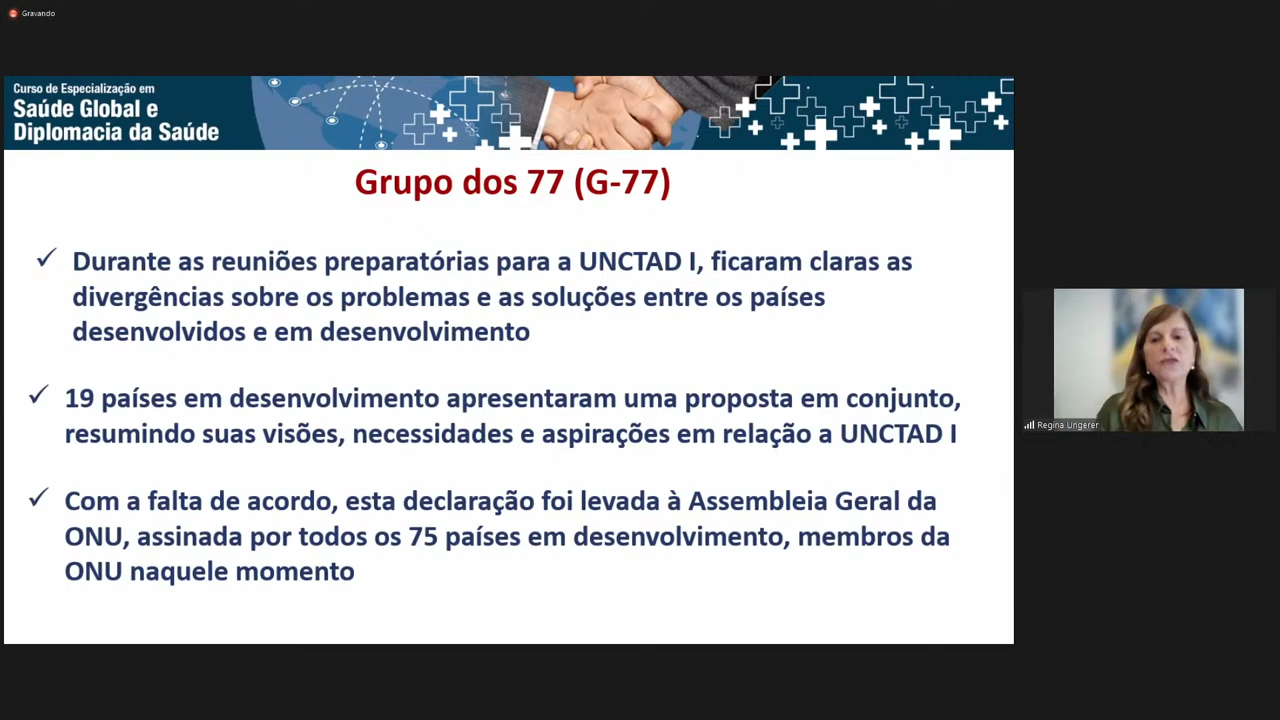 Gravando
Curso de Especialização em
Saúde Global e
Diplomacia da Saúde
Grupo dos 77 (G-77)
✓ Durante as reuniões preparatórias para a UNCTAD I, ficaram claras as
divergências sobre os problemas e as soluções entre os países
desenvolvidos e em desenvolvimento
✓ 19 países em desenvolvimento apresentaram uma proposta em conjunto,
resumindo suas visões, necessidades e aspirações em relação a UNCTAD I
✓ Com a falta de acordo, esta declaração foi levada à Assembleia Geral da
ONU, assinada por todos os 75 países em desenvolvimento, membros da
ONU naquele momento
Regina Ungerer